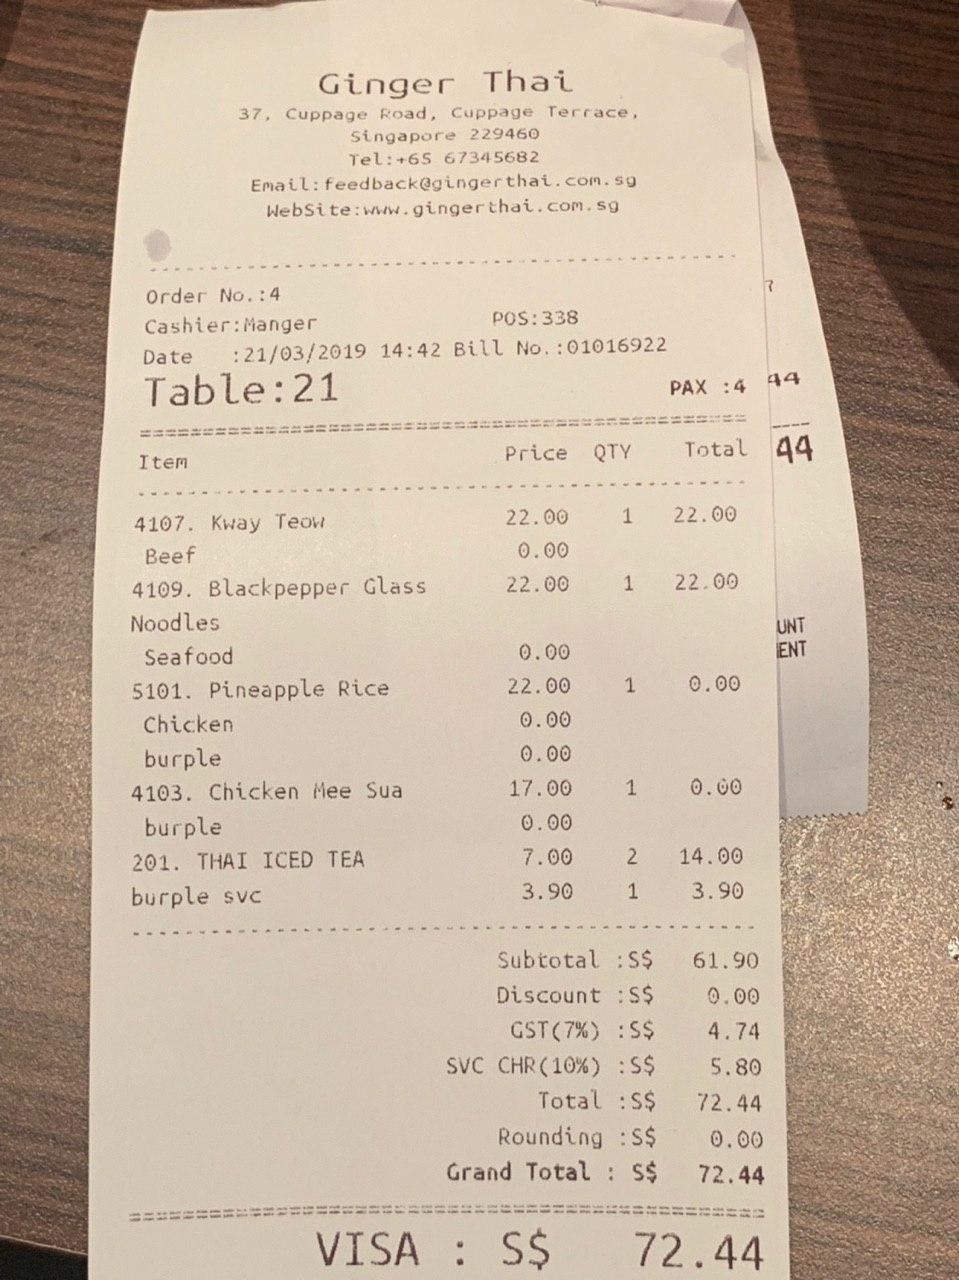 Ginger Thai
37, Cuppage Road, Cuppage Terrace,
Singapore 229460
Tel:+65 67345682
Email:feedback@gingerthai.com.sg
WebSite:www.gingerthai.com.sg
Order No.:4
Cashier:Manger POS:338
Date :21/03/2019 14:42 Bill No.:01016922
Table:21 PAX :4
Item Price QTY Total
4107. Kway Teow 22.00 1 22.00
Beef 0.00
4109. Blackpepper Glass 22.00 1 22.00
Noodles
Seafood 0.00
5101. Pineapple Rice 22.00 1 0.00
Chicken 0.00
burple 0.00
4103. Chicken Mee Sua 17.00 1 0.00
burple 0.00
201. THAI ICED TEA 7.00 2 14.00
burple svc 3.90 1 3.90
Subtotal :S$ 61.90
Discount :S$ 0.00
GST(7%) :S$ 4.74
SVC CHR(10%) :S$ 5.80
Total :S$ 72.44
Rounding :S$ 0.00
Grand Total : S$ 72.44
VISA : S$ 72.44
44
44
UNT
ENT